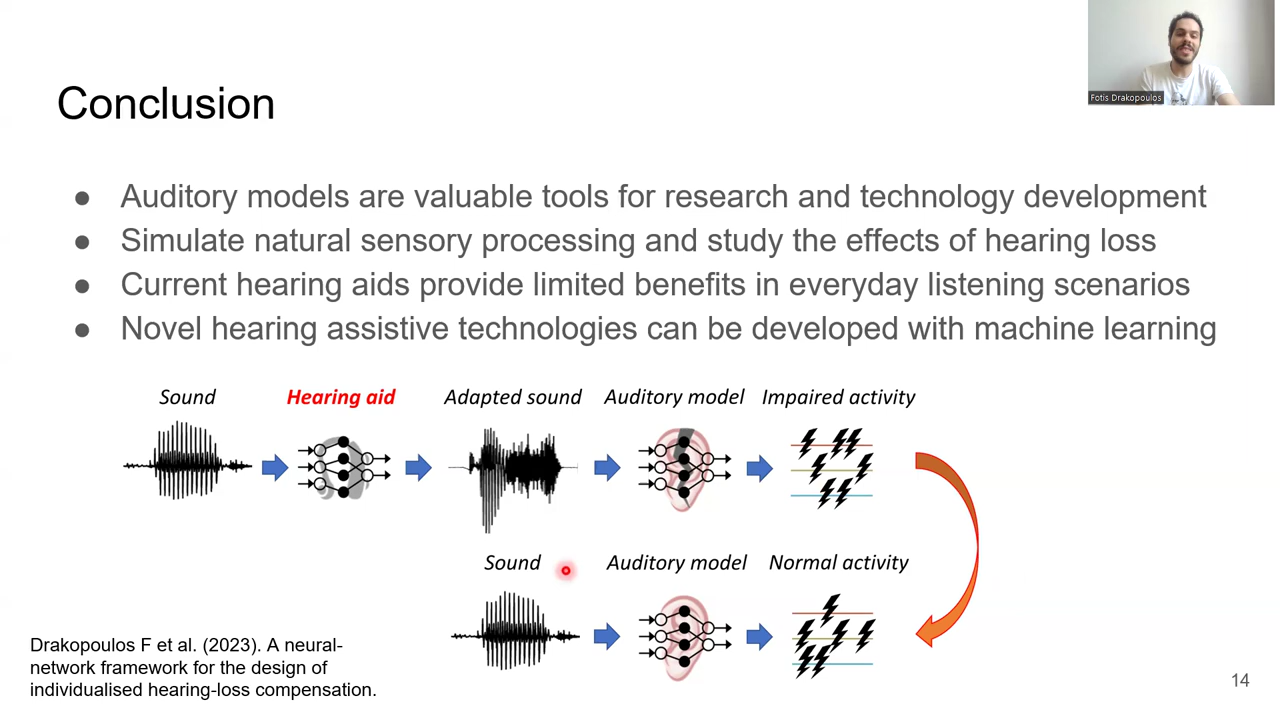 Fotis Drakopoulos
Conclusion
● Auditory models are valuable tools for research and technology development
● Simulate natural sensory processing and study the effects of hearing loss
● Current hearing aids provide limited benefits in everyday listening scenarios
● Novel hearing assistive technologies can be developed with machine learning
Sound Hearing aid Adapted sound Auditory model Impaired activity
Sound Auditory model Normal activity
Drakopoulos F et al. (2023). A neural-
network framework for the design of
individualised hearing-loss compensation.
14